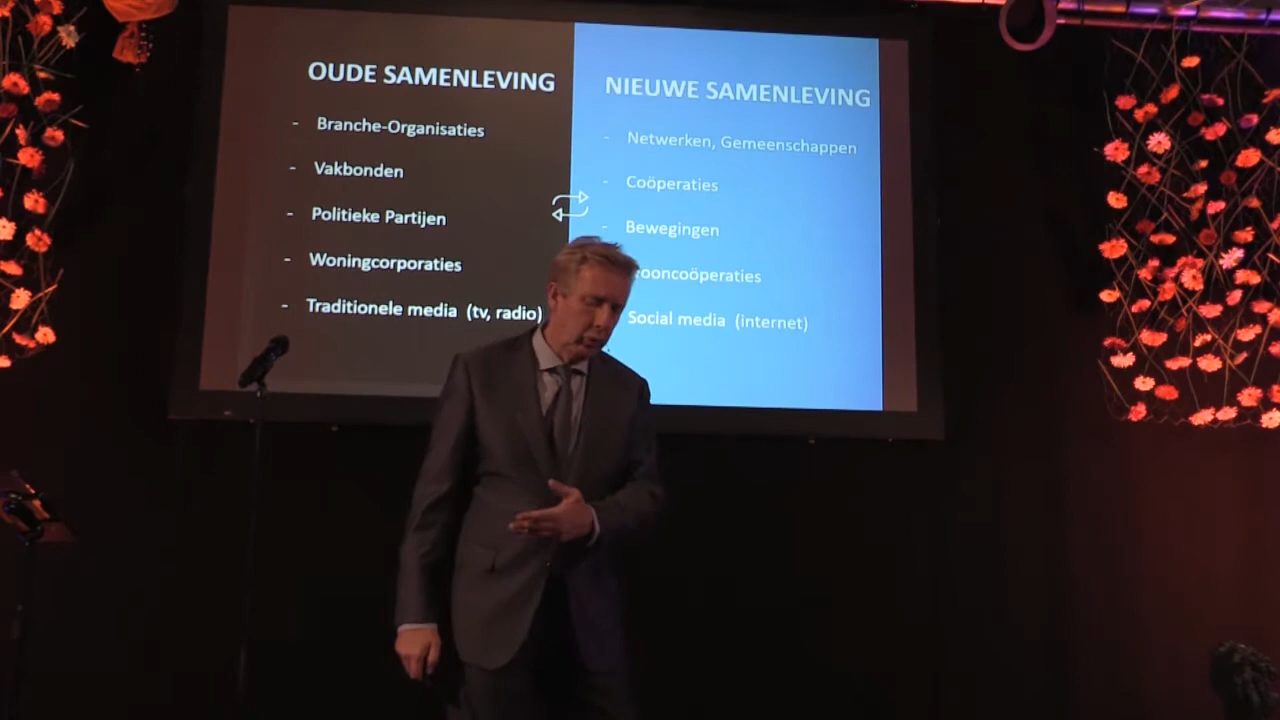 OUDE SAMENLEVING
- Branche-Organisaties
- Vakbonden
- Politieke Partijen
- Woningcorporaties
- Traditionele media (tv, radio)
NIEUWE SAMENLEVING
- Netwerken, Gemeenschappen
- Coöperaties
- Bewegingen
ooncoöperaties
Social media (internet)